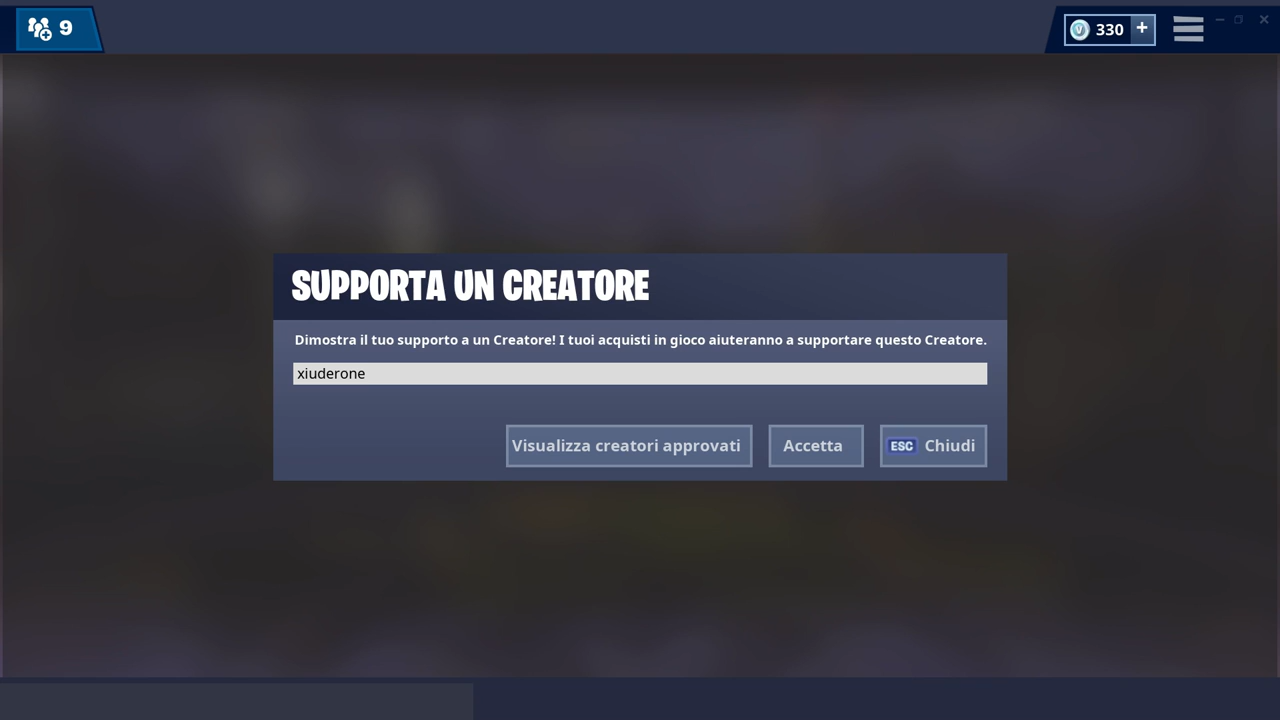 9
330 +
SUPPORTA UN CREATORE
Dimostra il tuo supporto a un Creatore! I tuoi acquisti in gioco aiuteranno a supportare questo Creatore.
xiuderone
Visualizza creatori approvati
Accetta
ESC Chiudi